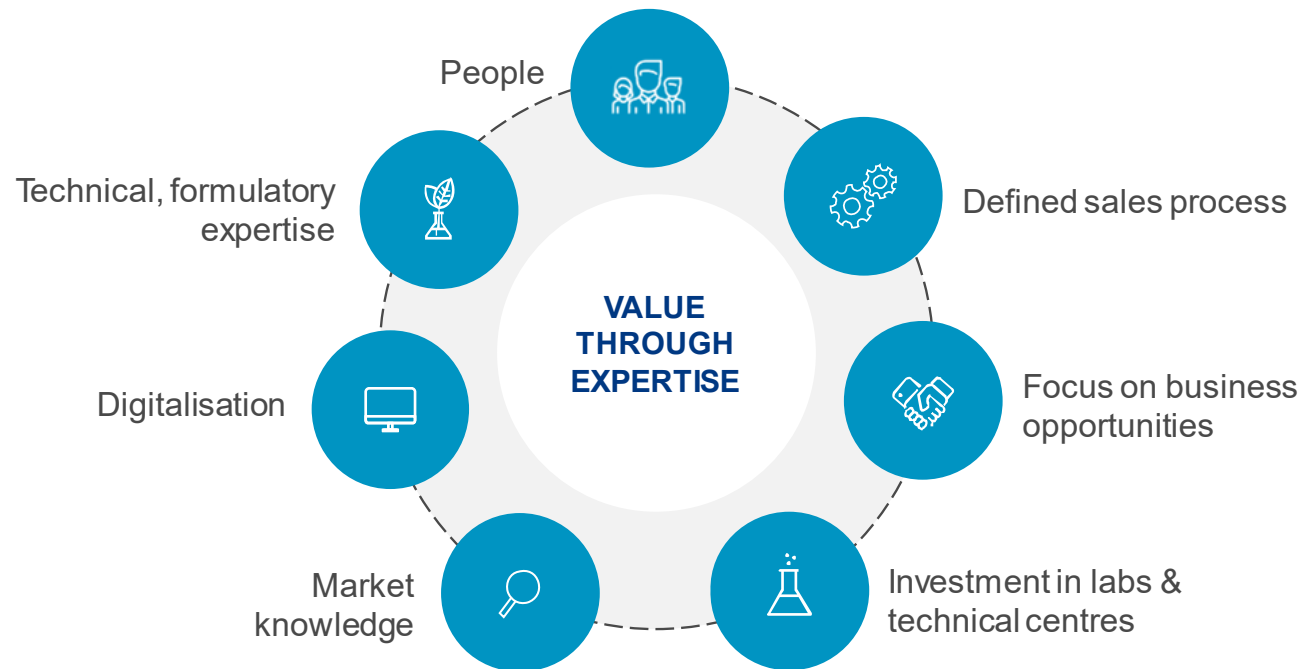 People
Defined sales process
Focus on business
opportunities
Investment in labs &
technical centres
Market
knowledge
Digitalisation
Technical, formulatory
expertise
VALUE
THROUGH
EXPERTISE